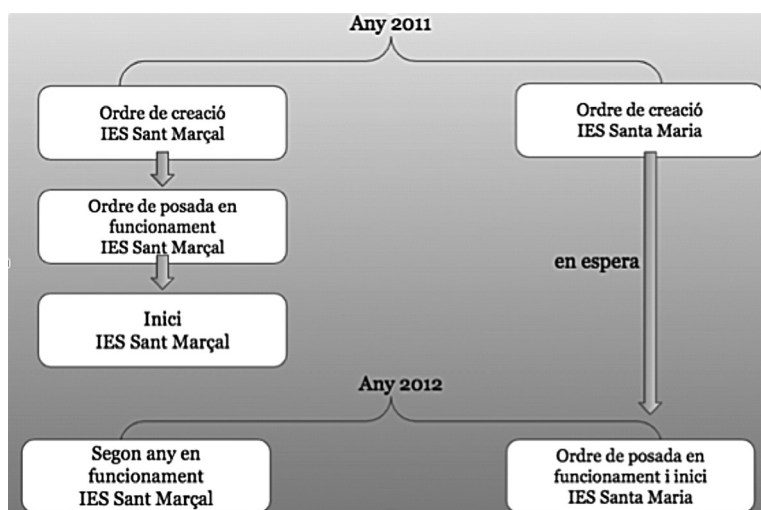 Any 2011
Ordre de creació
IES Sant Marçal
Ordre de creació
IES Santa Maria
Ordre de posada en
funcionament
IES Sant Marçal
en espera
Inici
IES Sant Marçal
Any 2012
Segon any en
funcionament
IES Sant Marçal
Ordre de posada en
funcionament i inici
IES Santa Maria